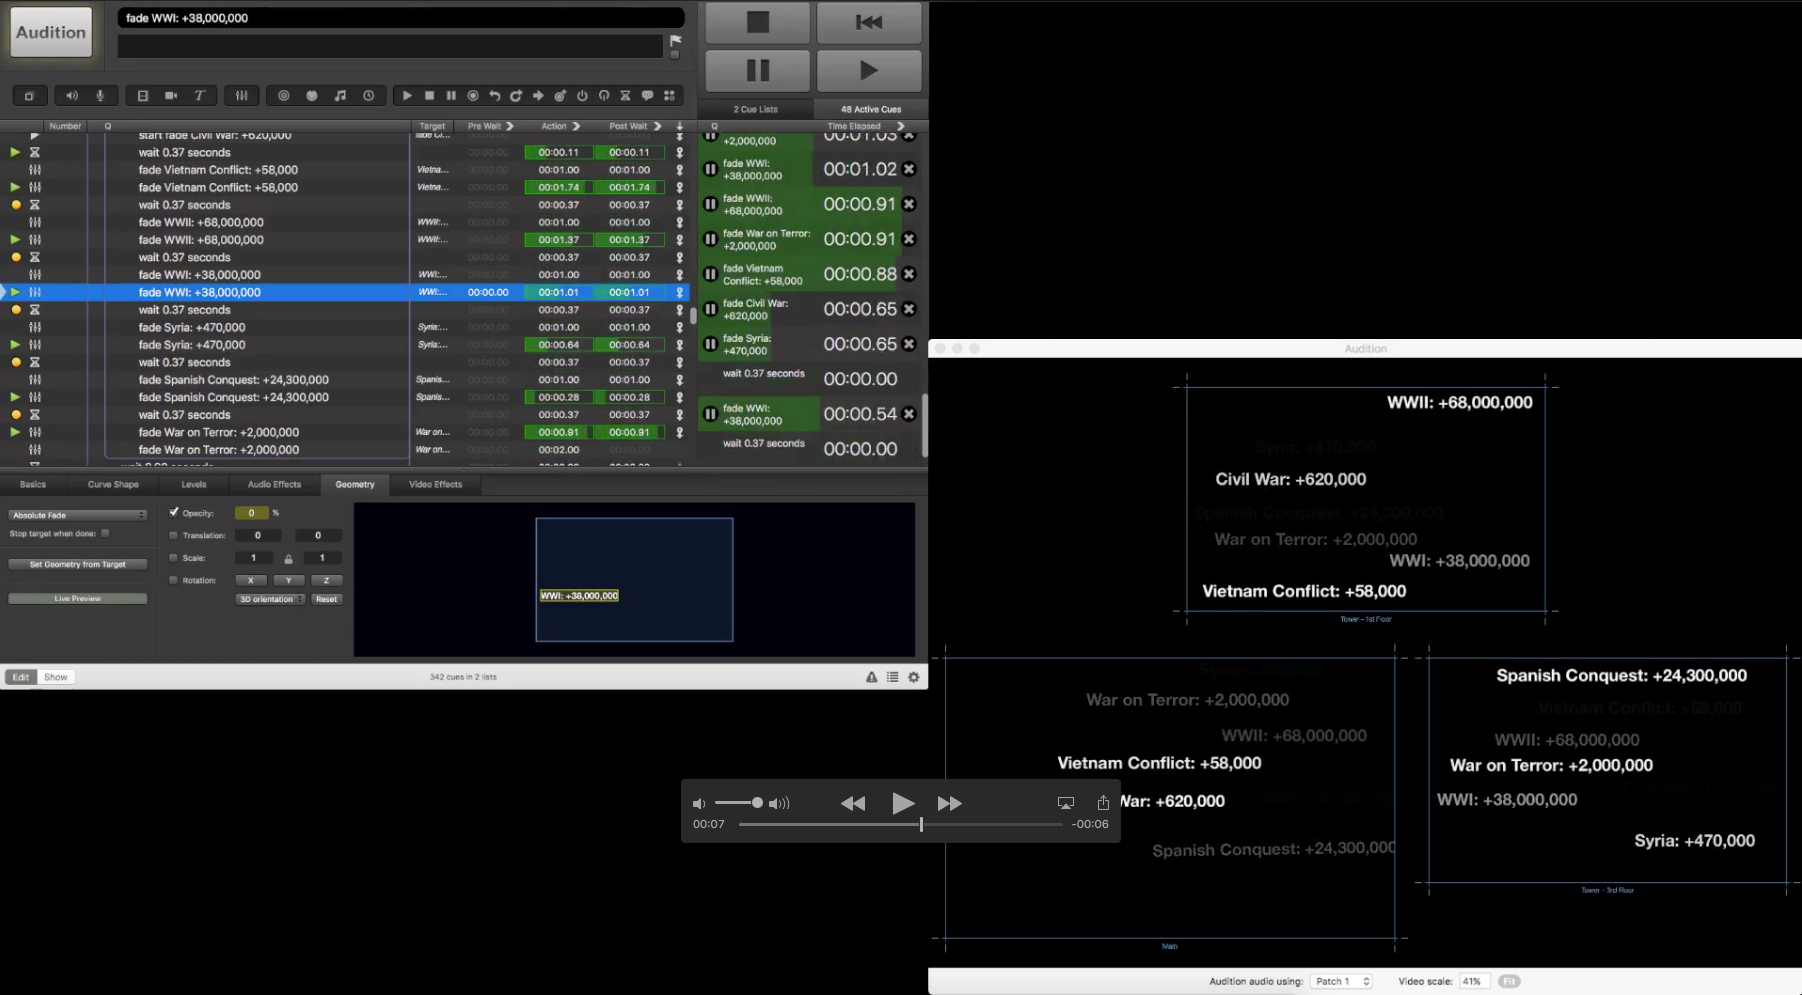 Audition
fade WWI: +38,000,000
2 Cue Lists
48 Active Cues
Number
Q
Target
Pre Wait
Action
Post Wait
Q
Time Elapsed
start fade Civil War: +620,000
wait 0.37 seconds 00:00.00 00:00.11 00:00.11
fade Vietnam Conflict: +58,000 Vietna... 00:00.00 00:01.00 00:01.00
fade Vietnam Conflict: +58,000 Vietna... 00:00.00 00:01.74 00:01.74
wait 0.37 seconds 00:00.00 00:00.37 00:00.37
fade WWII: +68,000,000 WWII:... 00:00.00 00:01.00 00:01.00
fade WWII: +68,000,000 WWII:... 00:00.00 00:01.37 00:01.37
wait 0.37 seconds 00:00.00 00:00.37 00:00.37
fade WWI: +38,000,000 WWI:... 00:00.00 00:01.00 00:01.00
fade WWI: +38,000,000 WWI:... 00:00.00 00:01.01 00:01.01
wait 0.37 seconds 00:00.00 00:00.37 00:00.37
fade Syria: +470,000 Syria:... 00:00.00 00:01.00 00:01.00
fade Syria: +470,000 Syria:... 00:00.00 00:00.64 00:00.64
wait 0.37 seconds 00:00.00 00:00.37 00:00.37
fade Spanish Conquest: +24,300,000 Spanis... 00:00.00 00:01.00 00:01.00
fade Spanish Conquest: +24,300,000 Spanis... 00:00.00 00:00.28 00:00.28
wait 0.37 seconds 00:00.00 00:00.37 00:00.37
fade War on Terror: +2,000,000 War on... 00:00.00 00:00.91 00:00.91
fade War on Terror: +2,000,000 War on... 00:00.00 00:02.00
+2,000,000 00:01.03
fade WWI:
+38,000,000 00:01.02
fade WWII:
+68,000,000 00:00.91
fade War on Terror:
+2,000,000 00:00.91
fade Vietnam
Conflict: +58,000 00:00.88
fade Civil War:
+620,000 00:00.65
fade Syria:
+470,000 00:00.65
wait 0.37 seconds 00:00.00
fade WWI:
+38,000,000 00:00.54
wait 0.37 seconds 00:00.00
Basics
Curve Shape
Levels
Audio Effects
Geometry
Video Effects
Absolute Fade
Stop target when done:
Set Geometry from Target
Live Preview
Opacity: 0 %
Translation: 0 0
Scale: 1 1
Rotation: X Y Z
3D orientation Reset
WWI: +38,000,000
Edit Show
342 cues in 2 lists
Audition
WWII: +68,000,000
Syria: +470,000
Civil War: +620,000
Spanish Conquest: +24,300,000
War on Terror: +2,000,000
WWI: +38,000,000
Vietnam Conflict: +58,000
Tower - 1st Floor
War on Terror: +2,000,000
WWII: +68,000,000
Vietnam Conflict: +58,000
War: +620,000
Spanish Conquest: +24,300,000
Main
Spanish Conquest: +24,300,000
Vietnam Conflict: +58,000
WWII: +68,000,000
War on Terror: +2,000,000
WWI: +38,000,000
Syria: +470,000
Tower - 3rd Floor
00:07
-00:06
Audition audio using: Patch 1
Video scale: 41% Fit